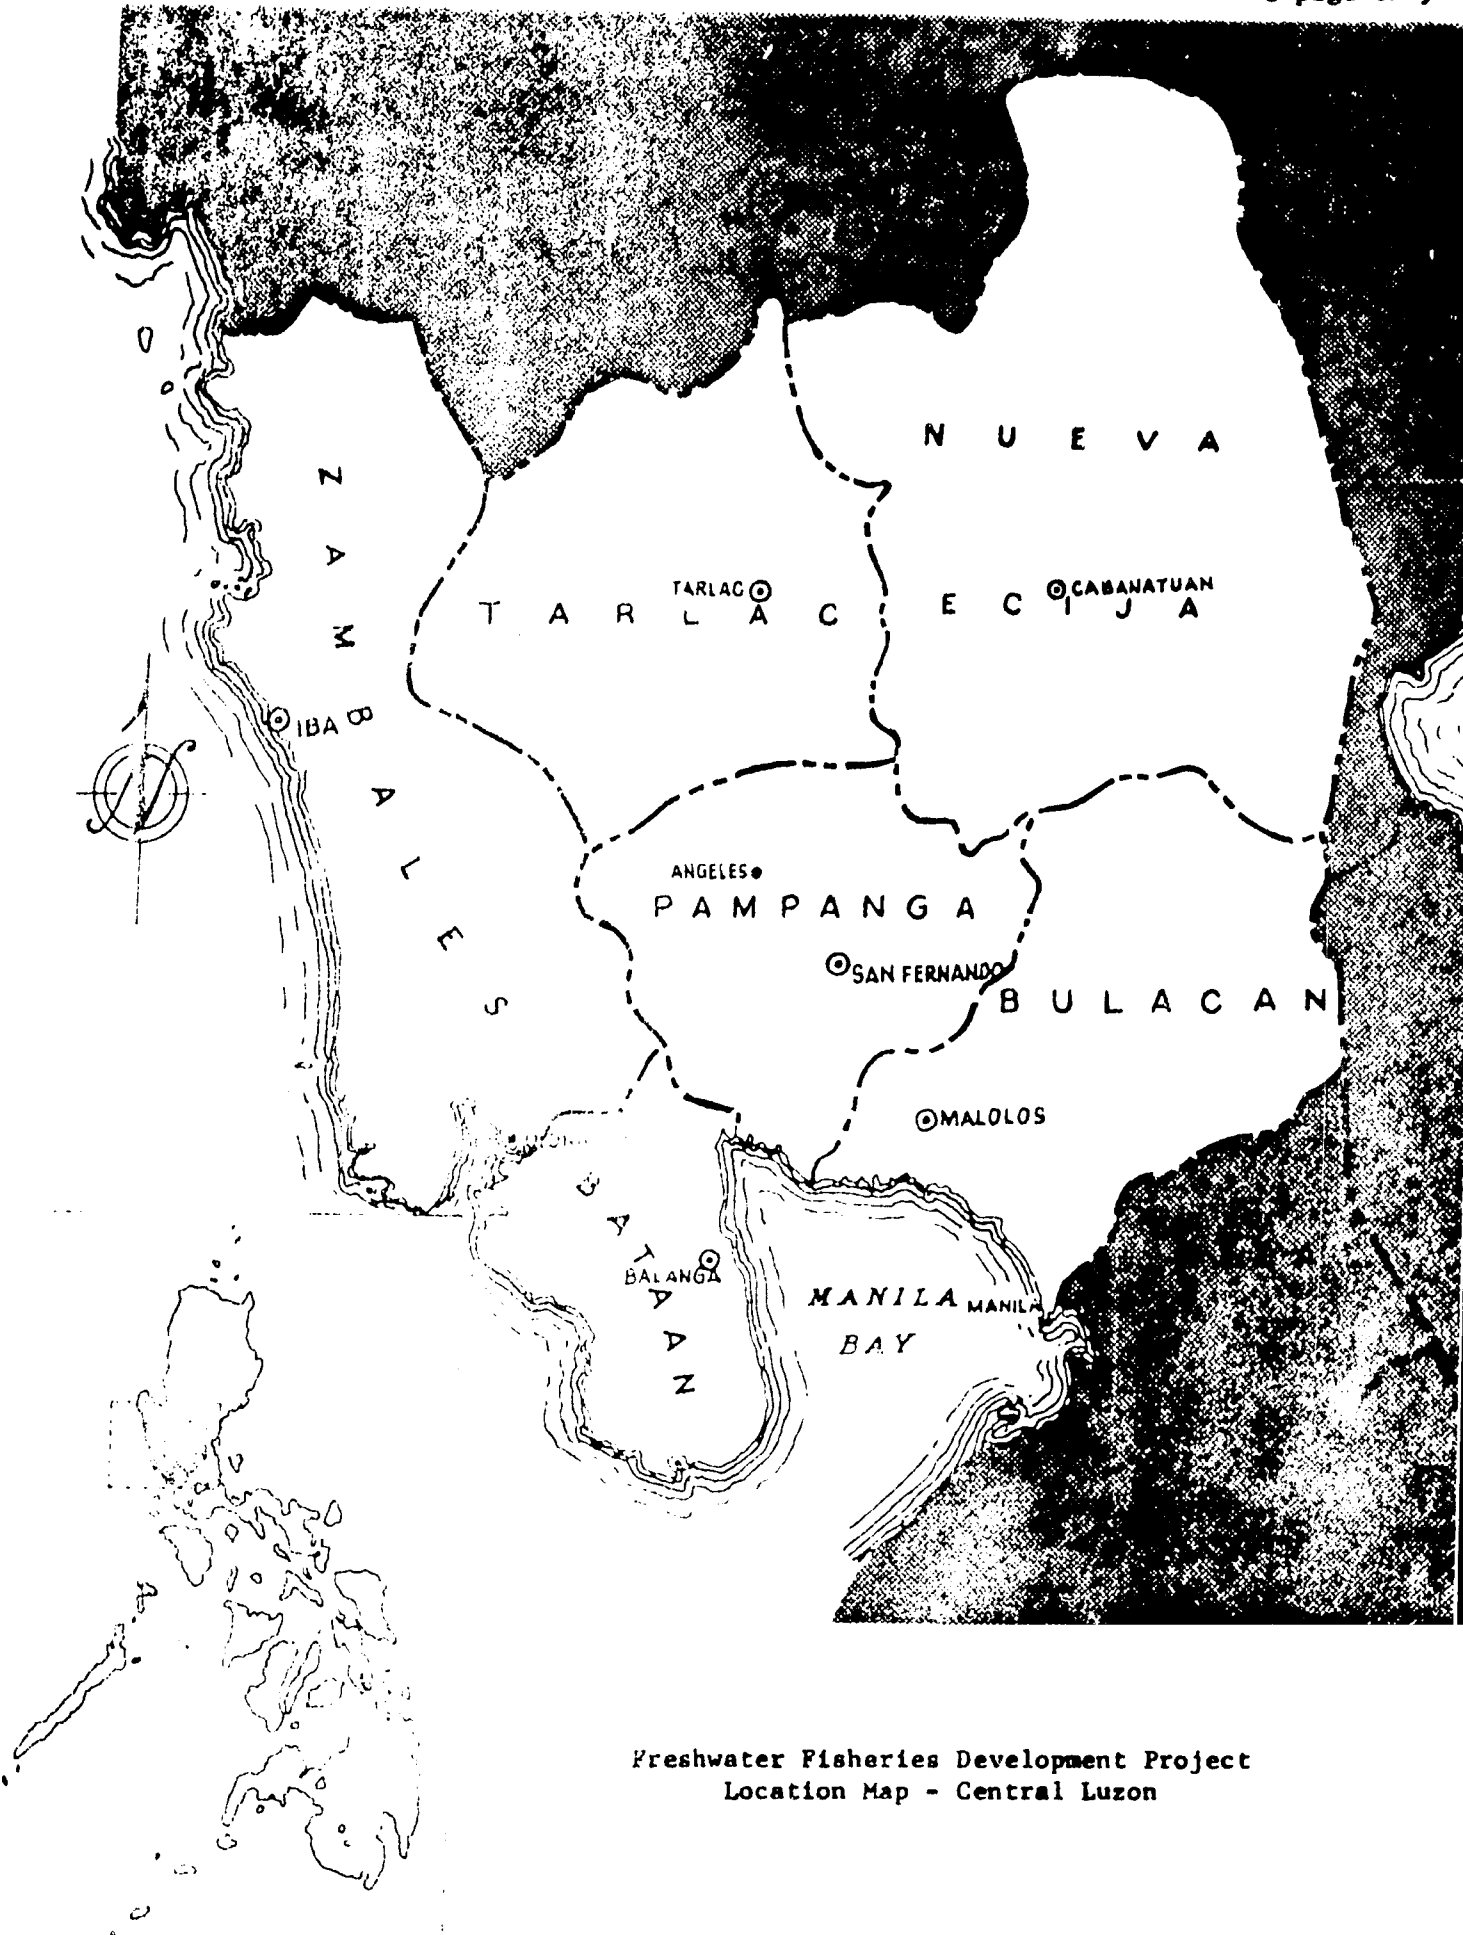 NUEVA
ECIJA
CABANATUAN
TARLAC
TARLAC
ZAMBALES
IBA
N
ANGELES
PAMPANGA
SAN FERNANDO
BULACAN
MALOLOS
BATAAN
BALANGA
MANILA
BAY
MANILA
Freshwater Fisheries Development Project
Location Map - Central Luzon